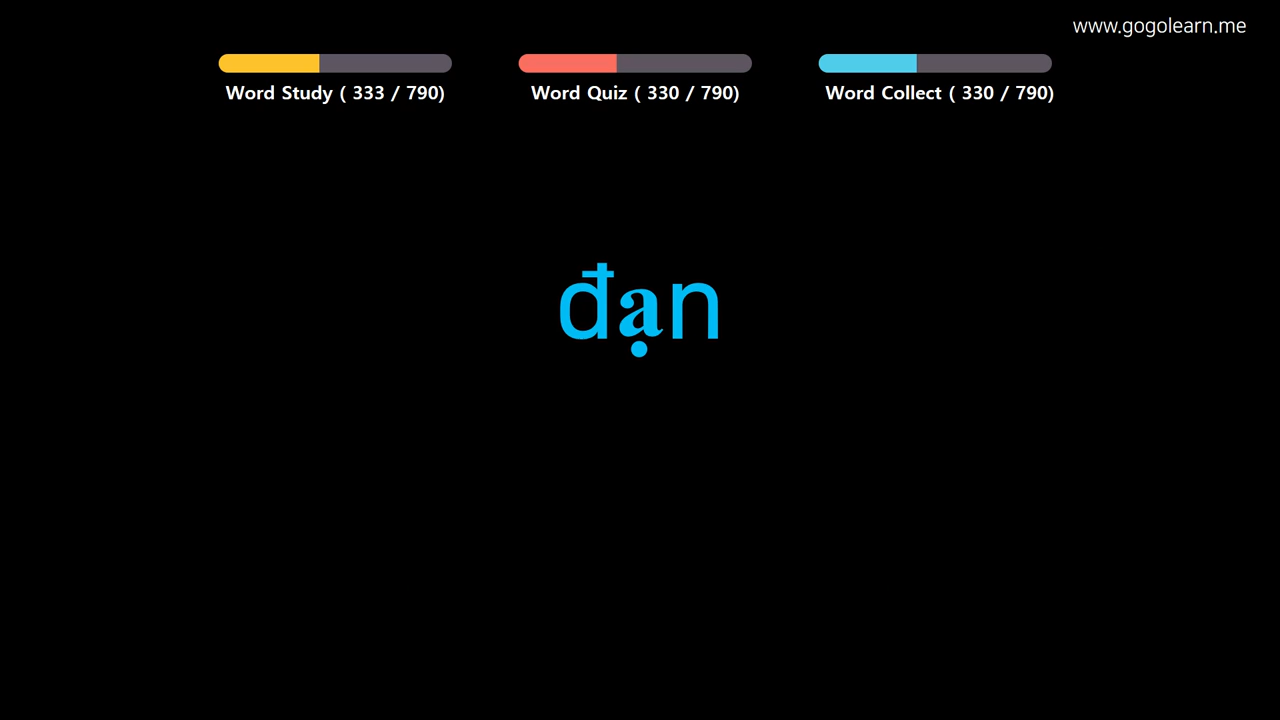 www.gogolearn.me
Word Study ( 333 / 790)
Word Quiz ( 330 / 790)
Word Collect ( 330 / 790)
đạn